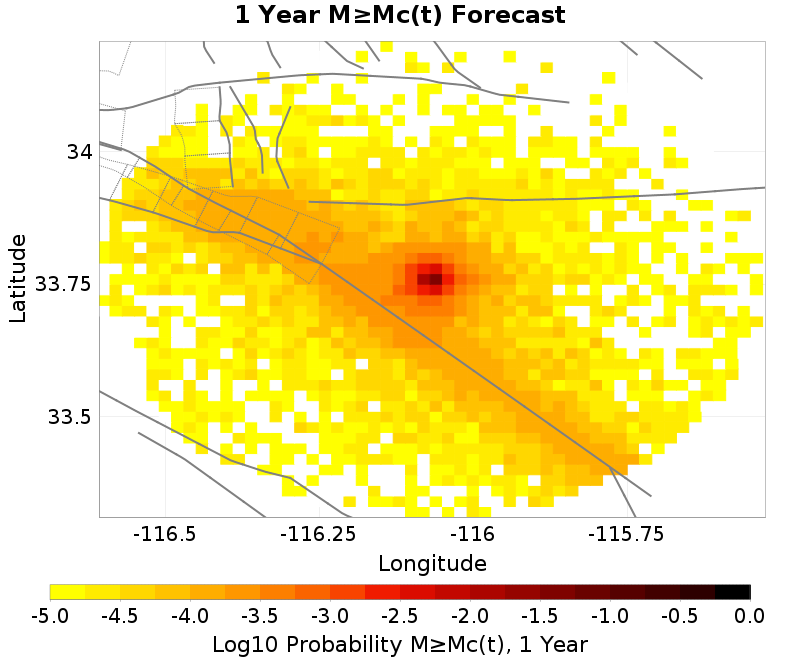 1 Year M≥Mc(t) Forecast
34
33.75
33.5
Latitude
-116.5 -116.25 -116 -115.75
Longitude
-5.0 -4.5 -4.0 -3.5 -3.0 -2.5 -2.0 -1.5 -1.0 -0.5 0.0
Log10 Probability M≥Mc(t), 1 Year